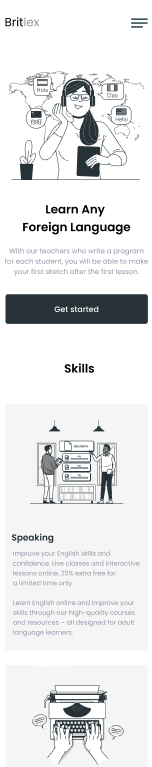 Britlex
Hola
Ciao
你好
Hello
Learn Any
Foreign Language
With our teachers who write a program
for each student, you will be able to make
your first sketch after the first lesson.
Get started
Skills
Speaking
Improve your English skills and
confidence. Live classes and interactive
lessons online. 20% extra free for
a limited time only
Learn English online and improve your
skills through our high-quality courses
and resources – all designed for adult
language learners.